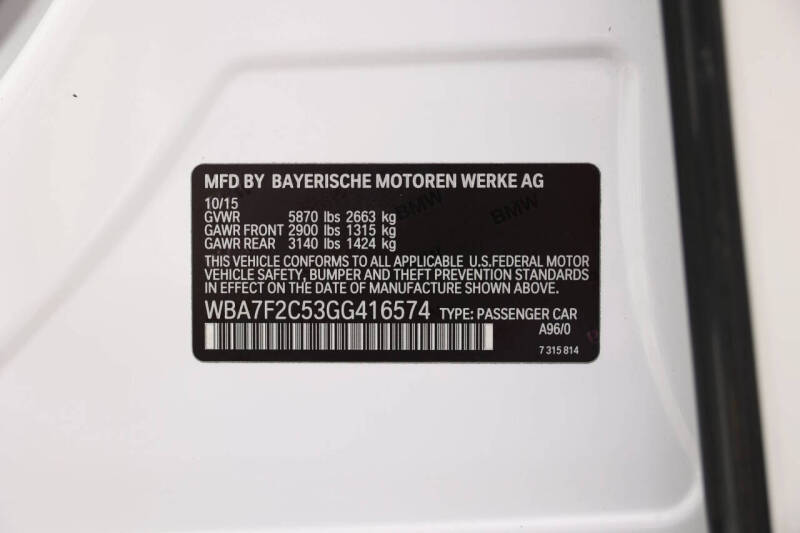 MFD BY BAYERISCHE MOTOREN WERKE AG
10/15
GVWR 5870 lbs 2663 kg
GAWR FRONT 2900 lbs 1315 kg
GAWR REAR 3140 lbs 1424 kg
THIS VEHICLE CONFORMS TO ALL APPLICABLE U.S.FEDERAL MOTOR
VEHICLE SAFETY, BUMPER AND THEFT PREVENTION STANDARDS
IN EFFECT ON THE DATE OF MANUFACTURE SHOWN ABOVE.
WBA7F2C53GG416574 TYPE: PASSENGER CAR
A96/0
7 315 814
BMW
BMW